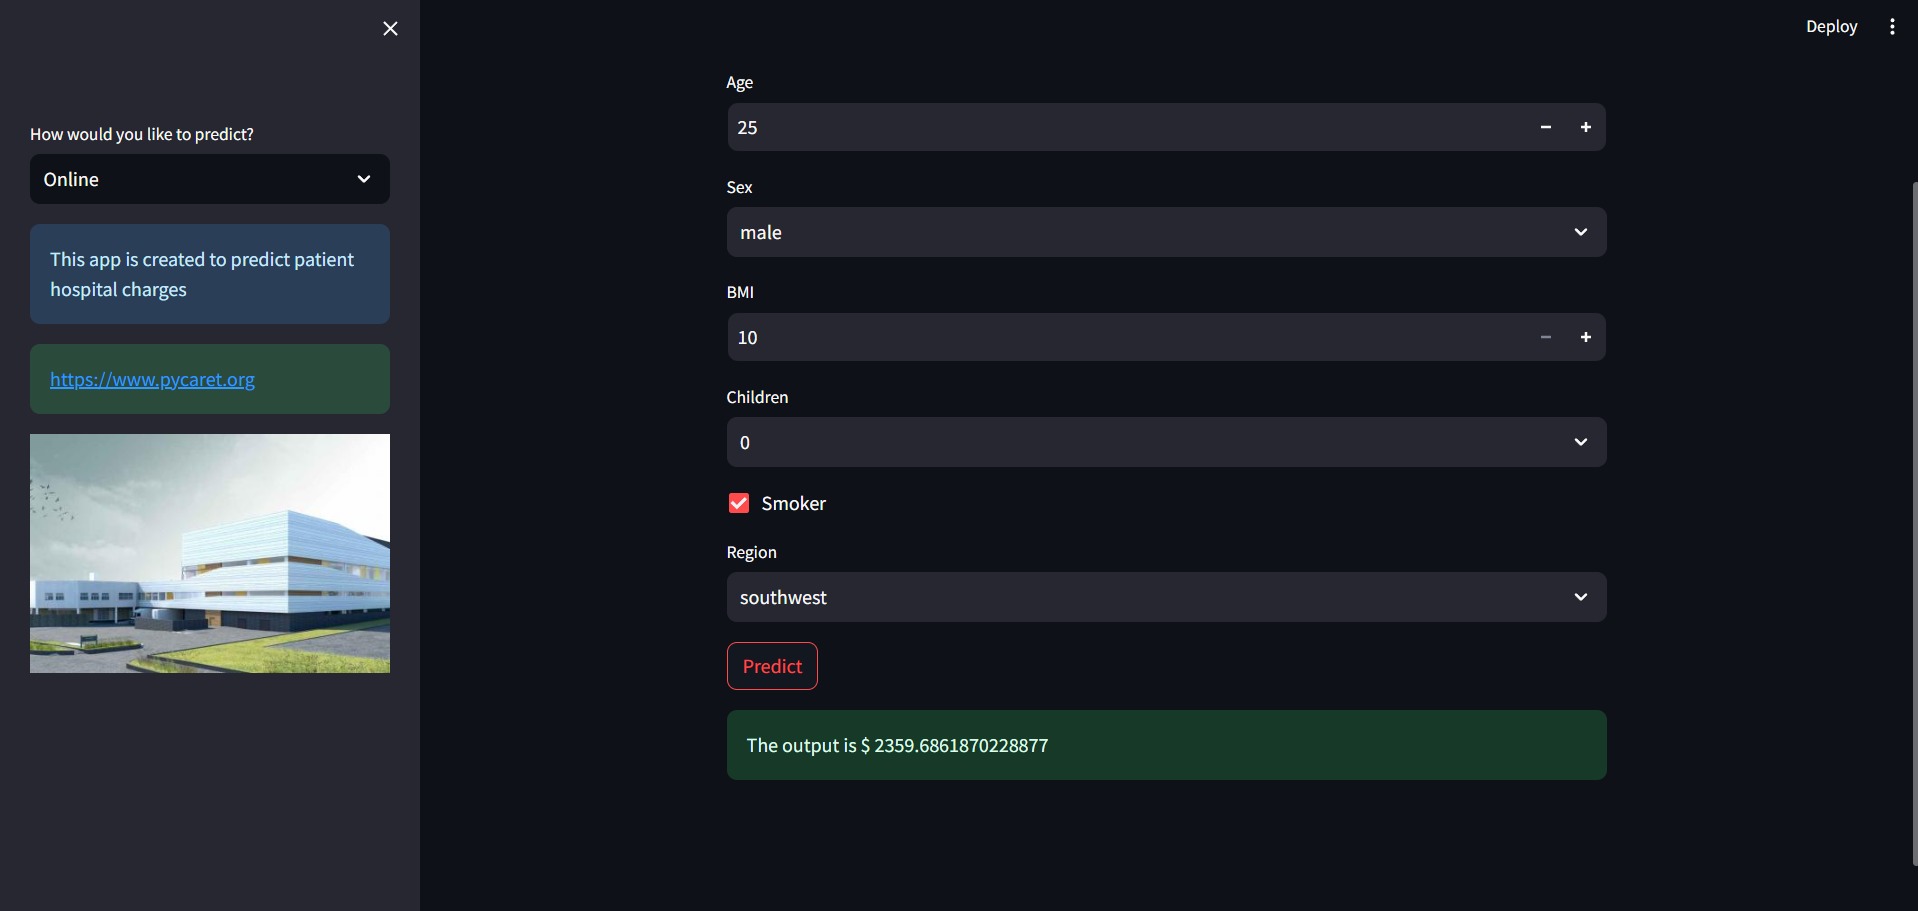 How would you like to predict?
Online
This app is created to predict patient
hospital charges
https://www.pycaret.org
Deploy
Age
25
Sex
male
BMI
10
Children
0
Smoker
Region
southwest
Predict
The output is $ 2359.6861870228877